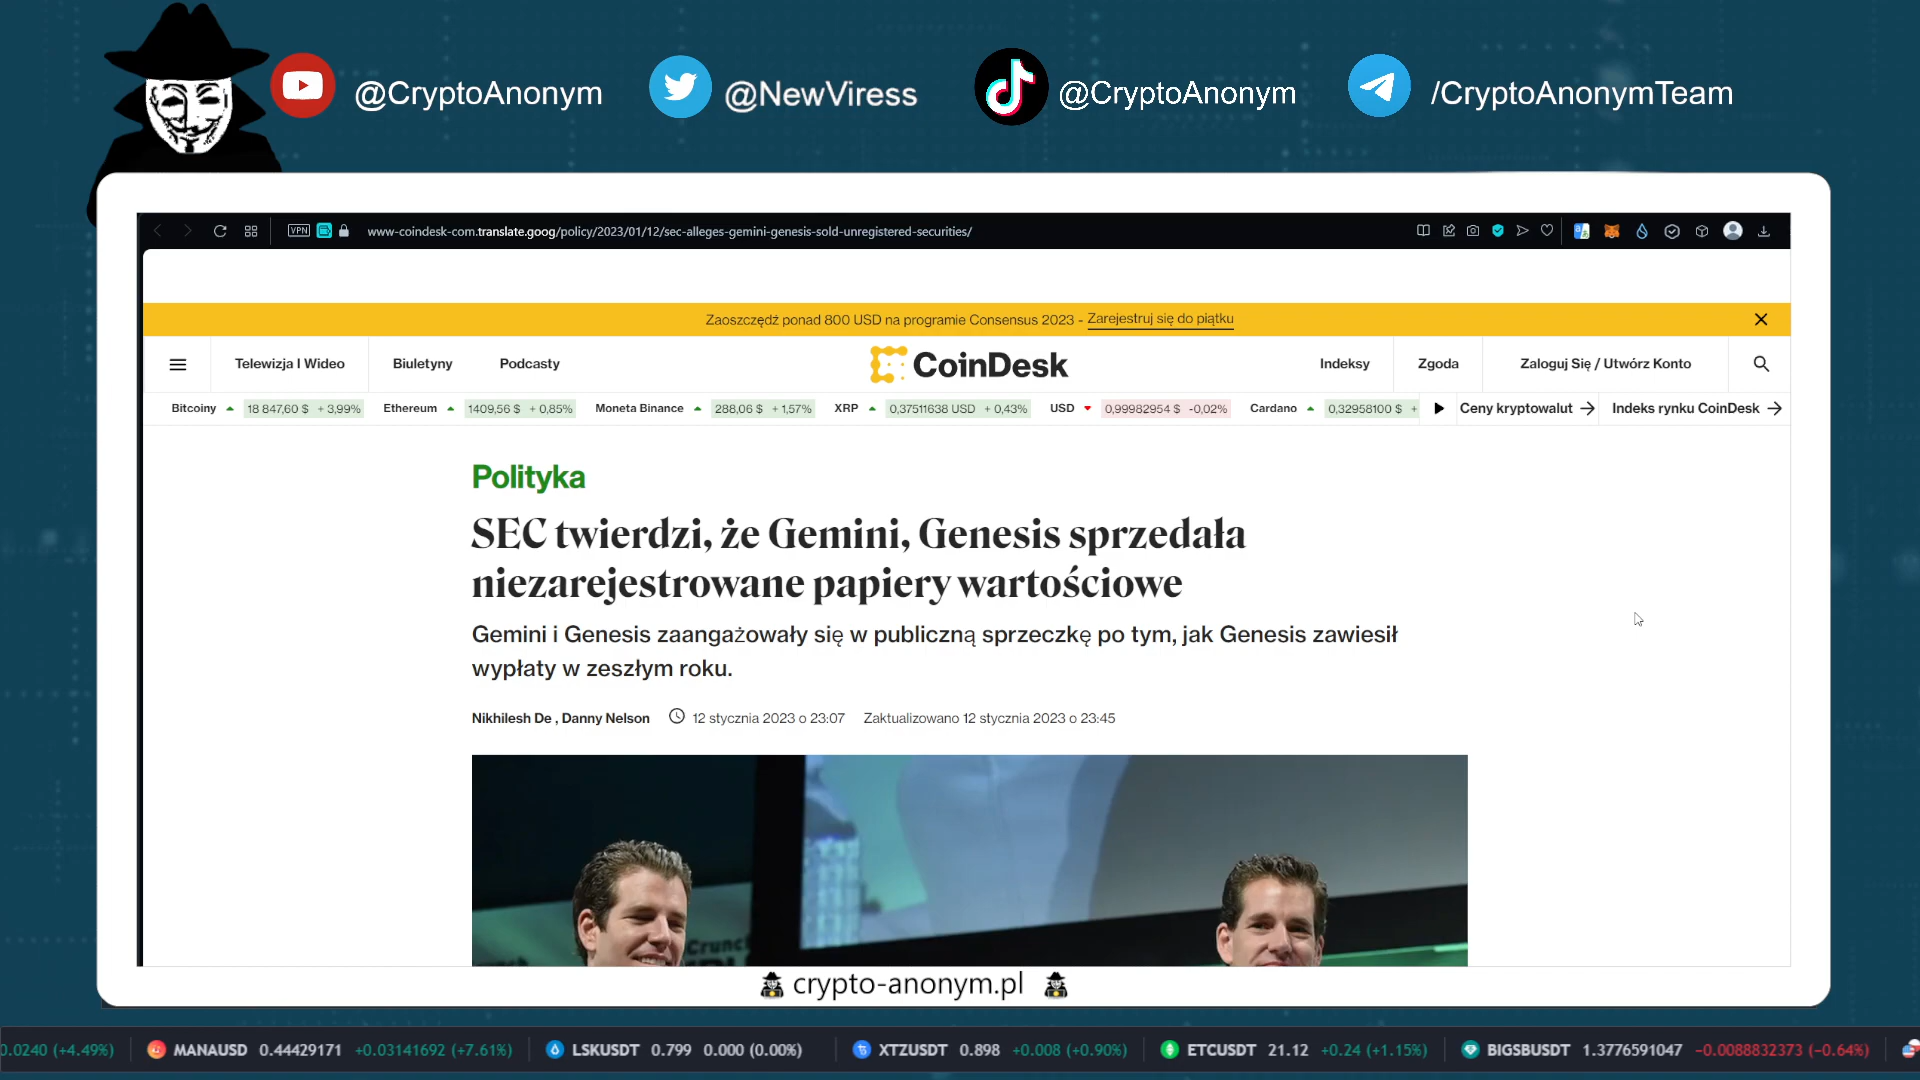 @CryptoAnonym @NewViress @CryptoAnonym /CryptoAnonymTeam
VPN www-coindesk-com.translate.goog/policy/2023/01/12/sec-alleges-gemini-genesis-sold-unregistered-securities/
Zaoszczędź ponad 800 USD na programie Consensus 2023 - Zarejestruj się do piątku
Telewizja I Wideo Biuletyny Podcasty CoinDesk Indeksy Zgoda Zaloguj Się / Utwórz Konto
Bitcoiny 18 847,60 $ + 3,99% Ethereum 1409,56 $ + 0,85% Moneta Binance 288,06 $ + 1,57% XRP 0,37511638 USD + 0,43% USD 0,99982954 $ -0,02% Cardano 0,32958100 $ + Ceny kryptowalut Indeks rynku CoinDesk
Polityka
SEC twierdzi, że Gemini, Genesis sprzedała
niezarejestrowane papiery wartościowe
Gemini i Genesis zaangażowały się w publiczną sprzeczkę po tym, jak Genesis zawiesił
wypłaty w zeszłym roku.
Nikhilesh De , Danny Nelson 12 stycznia 2023 o 23:07 Zaktualizowano 12 stycznia 2023 o 23:45
Crunch
crypto-anonym.pl
0.0240 (+4.49%) MANAUSD 0.44429171 +0.03141692 (+7.61%) LSKUSDT 0.799 0.000 (0.00%) XTZUSDT 0.898 +0.008 (+0.90%) ETCUSDT 21.12 +0.24 (+1.15%) BIGSBUSDT 1.3776591047 −0.0088832373 (−0.64%)